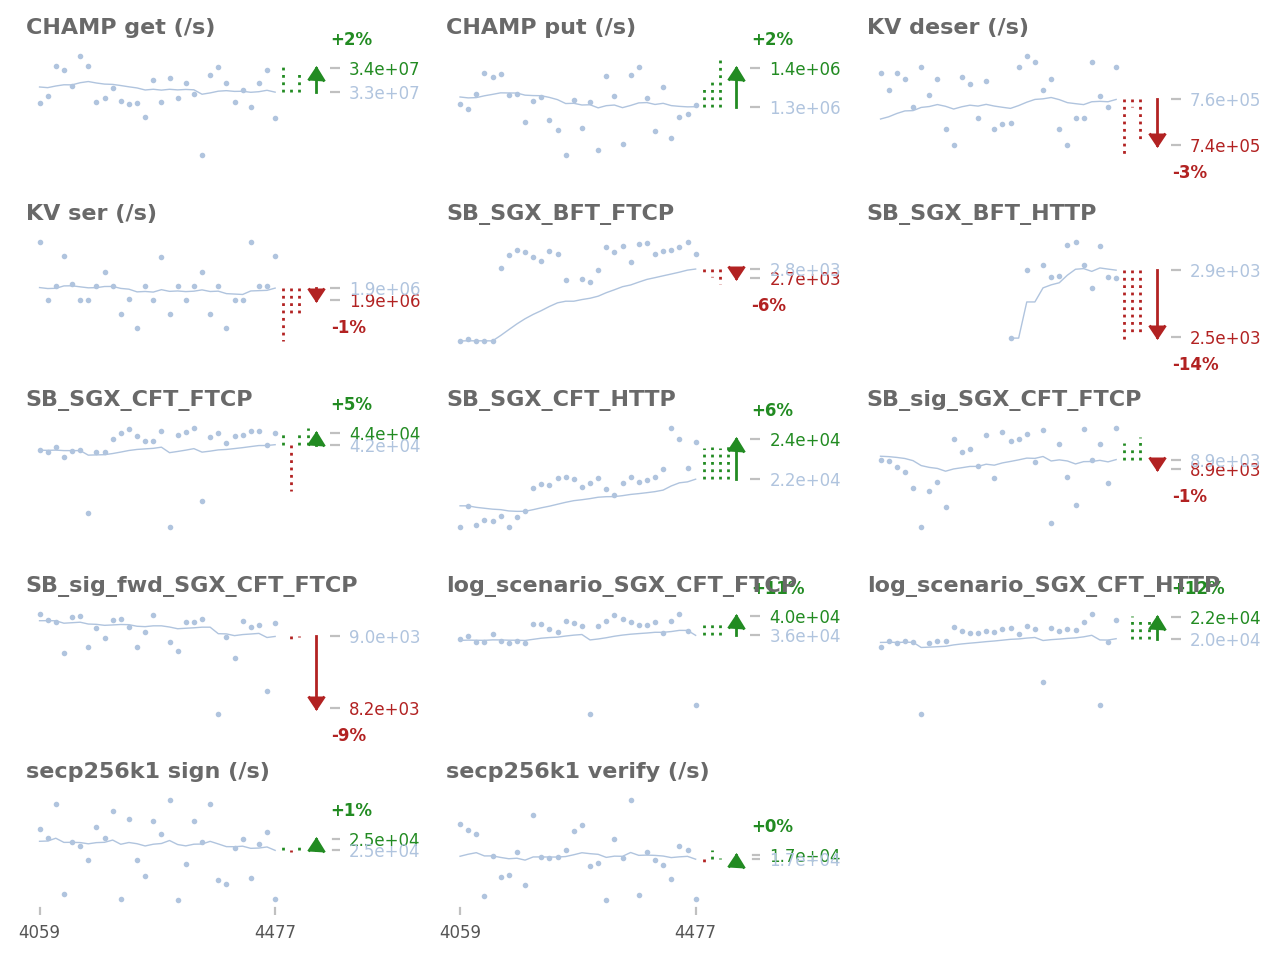 CHAMP get (/s)
+2%
3.4e+07
3.3e+07
CHAMP put (/s)
+2%
1.4e+06
1.3e+06
KV deser (/s)
7.6e+05
7.4e+05
-3%
KV ser (/s)
1.9e+06
1.9e+06
-1%
SB_SGX_BFT_FTCP
2.8e+03
2.7e+03
-6%
SB_SGX_BFT_HTTP
2.9e+03
2.5e+03
-14%
SB_SGX_CFT_FTCP
+5%
4.4e+04
4.2e+04
SB_SGX_CFT_HTTP
+6%
2.4e+04
2.2e+04
SB_sig_SGX_CFT_FTCP
8.9e+03
8.9e+03
-1%
SB_sig_fwd_SGX_CFT_FTCP
9.0e+03
8.2e+03
-9%
log_scenario_SGX_CFT_FTCP
+11%
4.0e+04
3.6e+04
log_scenario_SGX_CFT_HTTP
+12%
2.2e+04
2.0e+04
secp256k1 sign (/s)
+1%
2.5e+04
2.5e+04
4059
4477
secp256k1 verify (/s)
+0%
1.7e+04
1.7e+04
4059
4477